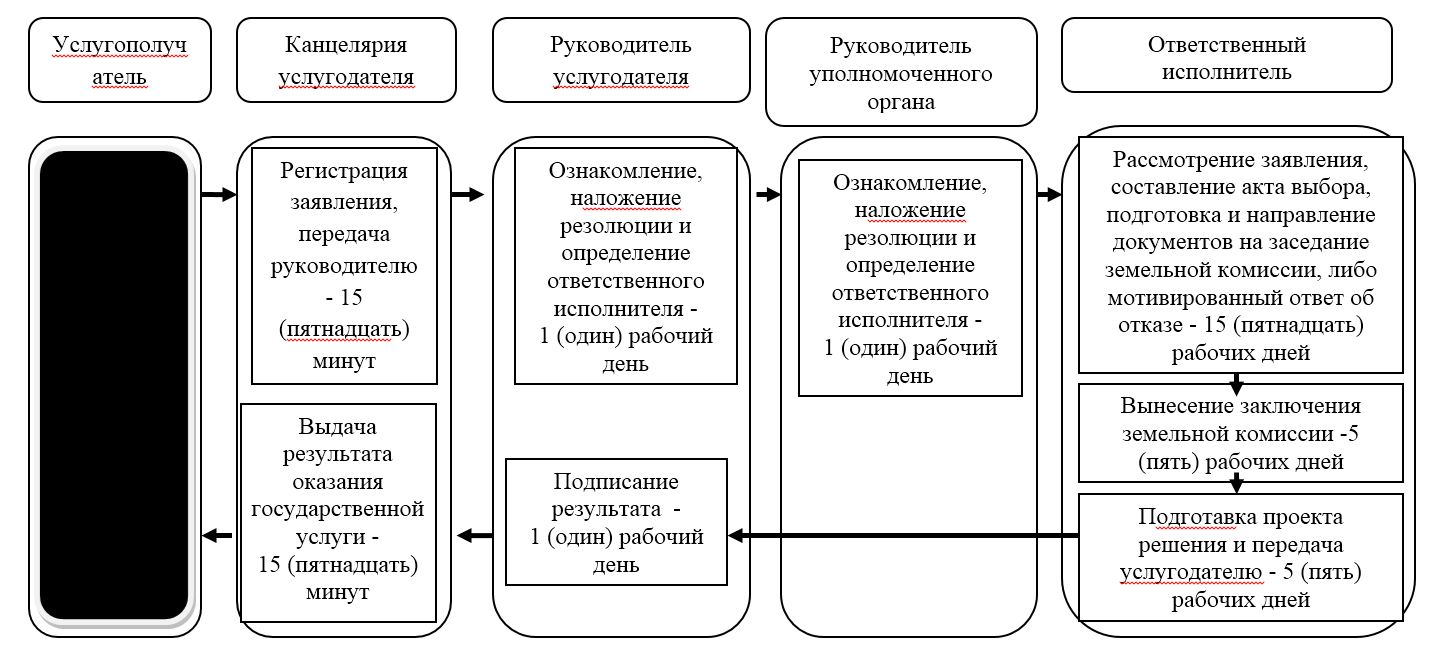 Услугополуч
атель
Канцелярия
услугодателя
Руководитель
услугодателя
Руководитель
уполномоченного
органа
Ответственный
исполнитель
Регистрация
заявления,
передача
руководителю
- 15
(пятнадцать)
минут
Ознакомление,
наложение
резолюции и
определение
ответственного
исполнителя -
1 (один) рабочий
день
Ознакомление,
наложение
резолюции и
определение
ответственного
исполнителя -
1 (один) рабочий
день
Рассмотрение заявления,
составление акта выбора,
подготовка и направление
документов на заседание
земельной комиссии, либо
мотивированный ответ об
отказе - 15 (пятнадцать)
рабочих дней
Вынесение заключения
земельной комиссии -5
(пять) рабочих дней
Подготавка проекта
решения и передача
услугодателю - 5 (пять)
рабочих дней
Подписание
результата -
1 (один) рабочий
день
Выдача
результата
оказания
государственной
услуги -
15 (пятнадцать)
минут